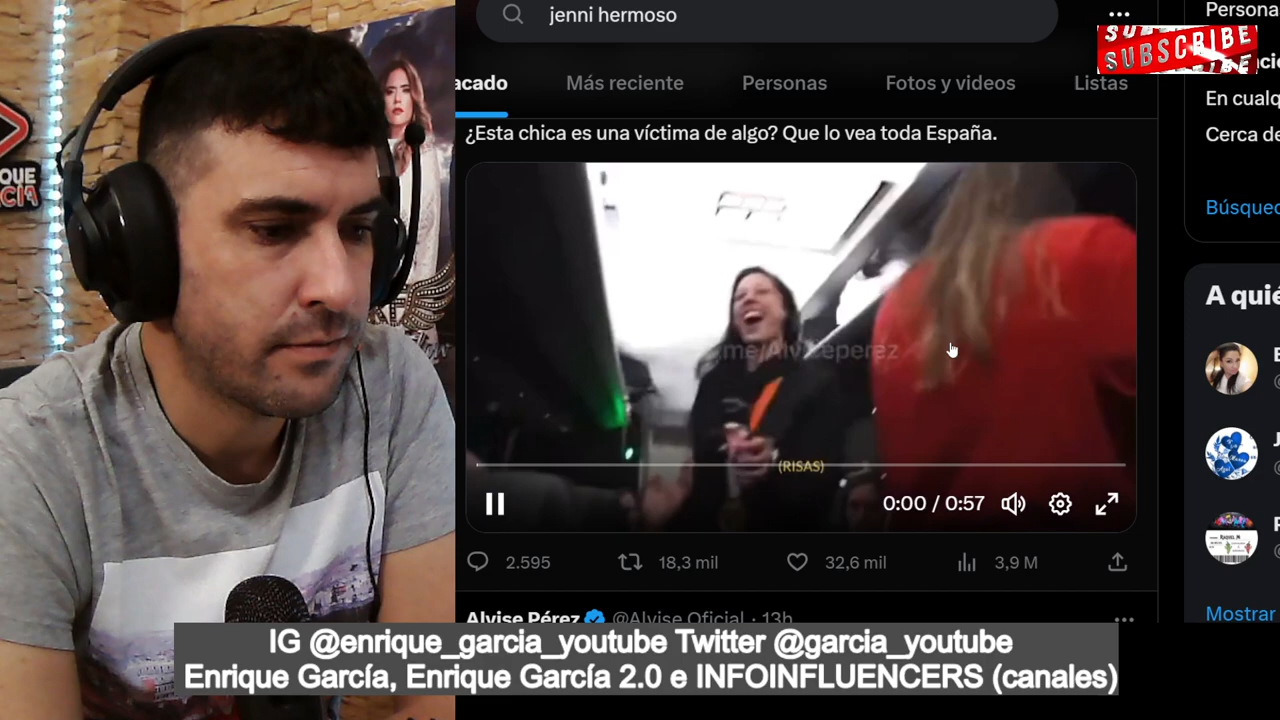 jenni hermoso
Persona
SUBSCRIBE
acado
Más reciente
Personas
Fotos y videos
Listas
En cualq
Cerca de
¿Esta chica es una víctima de algo? Que lo vea toda España.
Búsqued
A quié
(RISAS)
0:00 / 0:57
2.595
18,3 mil
32,6 mil
3,9 M
Mostrar
Alvise Pérez @Alvise_Oficial · 13h
IG @enrique_garcia_youtube Twitter @garcia_youtube
Enrique García, Enrique García 2.0 e INFOINFLUENCERS (canales)